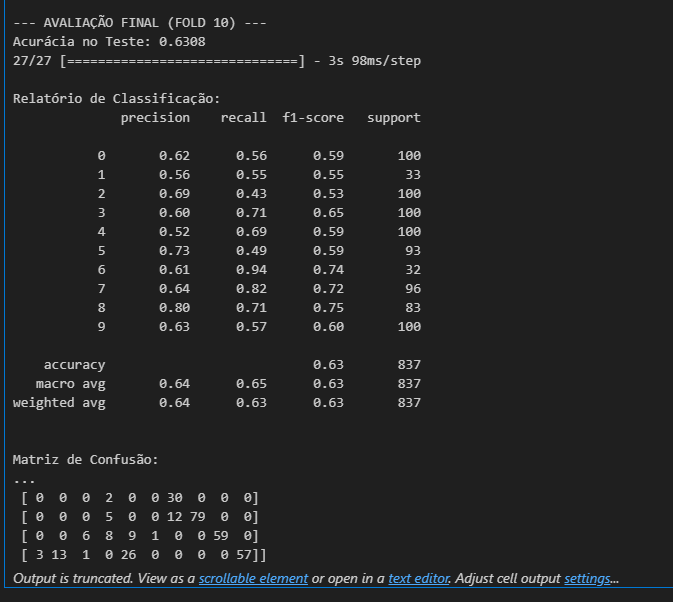 --- AVALIAÇÃO FINAL (FOLD 10) ---
Acurácia no Teste: 0.6308
27/27 [==============================] - 3s 98ms/step
Relatório de Classificação:
precision recall f1-score support
0 0.62 0.56 0.59 100
1 0.56 0.55 0.55 33
2 0.69 0.43 0.53 100
3 0.60 0.71 0.65 100
4 0.52 0.69 0.59 100
5 0.73 0.49 0.59 93
6 0.61 0.94 0.74 32
7 0.64 0.82 0.72 96
8 0.80 0.71 0.75 83
9 0.63 0.57 0.60 100
accuracy 0.63 837
macro avg 0.64 0.65 0.63 837
weighted avg 0.64 0.63 0.63 837
Matriz de Confusão:
...
[ 0 0 0 2 0 0 30 0 0 0]
[ 0 0 0 5 0 0 12 79 0 0]
[ 0 0 6 8 9 1 0 0 59 0]
[ 3 13 1 0 26 0 0 0 0 57]]
Output is truncated. View as a scrollable element or open in a text editor. Adjust cell output settings...